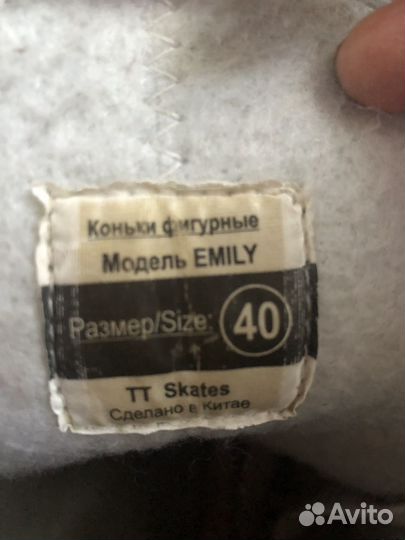 Коньки фигурные
Модель EMILY
Размер/Size: 40
TT Skates
Сделано в Китае
Avito